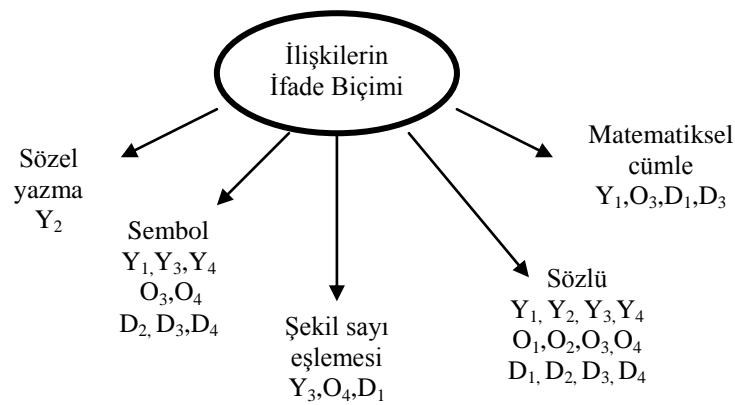 İlişkilerin
İfade Biçimi
Sözel
yazma
Y₂
Sembol
Y₁,Y₃,Y₄
O₃,O₄
D₂, D₃,D₄
Şekil sayı
eşlemesi
Y₃,O₄,D₁
Sözlü
Y₁, Y₂, Y₃,Y₄
O₁,O₂,O₃,O₄
D₁, D₂, D₃, D₄
Matematiksel
cümle
Y₁,O₃,D₁,D₃